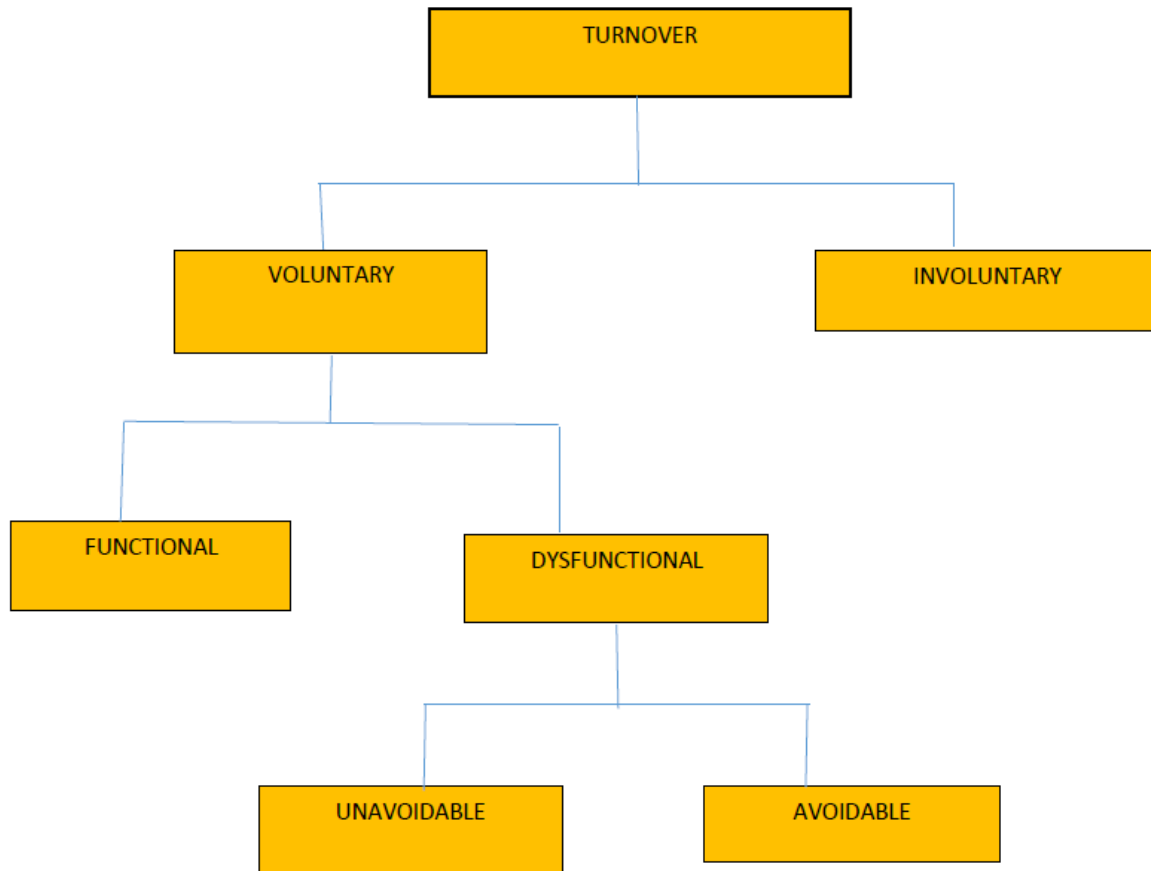 TURNOVER
VOLUNTARY
INVOLUNTARY
FUNCTIONAL
DYSFUNCTIONAL
UNAVOIDABLE
AVOIDABLE